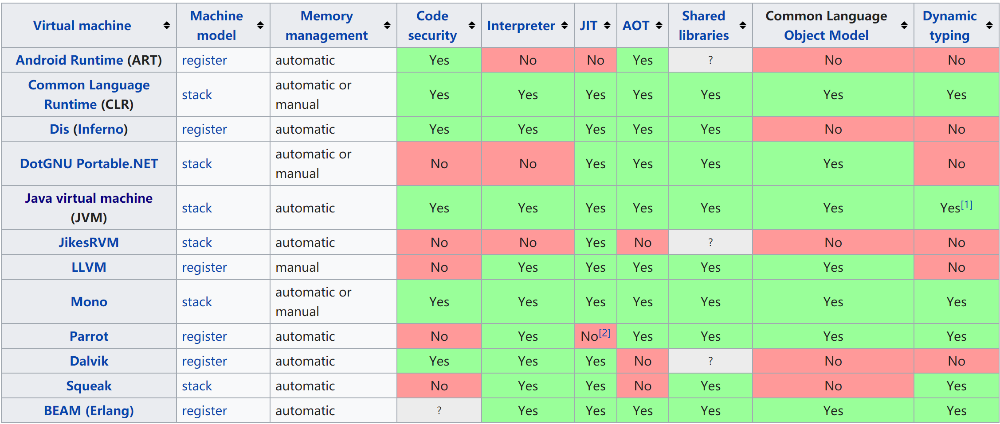 Virtual machine Machine model Memory management Code security Interpreter JIT AOT Shared libraries Common Language Object Model Dynamic typing
Android Runtime (ART) register automatic Yes No No Yes ? No No
Common Language Runtime (CLR) stack automatic or manual Yes Yes Yes Yes Yes Yes Yes
Dis (Inferno) register automatic Yes Yes Yes Yes Yes No No
DotGNU Portable.NET stack automatic or manual No No Yes Yes Yes Yes No
Java virtual machine (JVM) stack automatic Yes Yes Yes Yes Yes Yes Yes[1]
JikesRVM stack automatic No No Yes No ? No No
LLVM register manual No Yes Yes Yes Yes Yes No
Mono stack automatic or manual Yes Yes Yes Yes Yes Yes Yes
Parrot register automatic No Yes No[2] Yes Yes Yes Yes
Dalvik register automatic Yes Yes Yes No ? No No
Squeak stack automatic No Yes Yes No Yes No Yes
BEAM (Erlang) register automatic ? Yes Yes Yes Yes Yes Yes